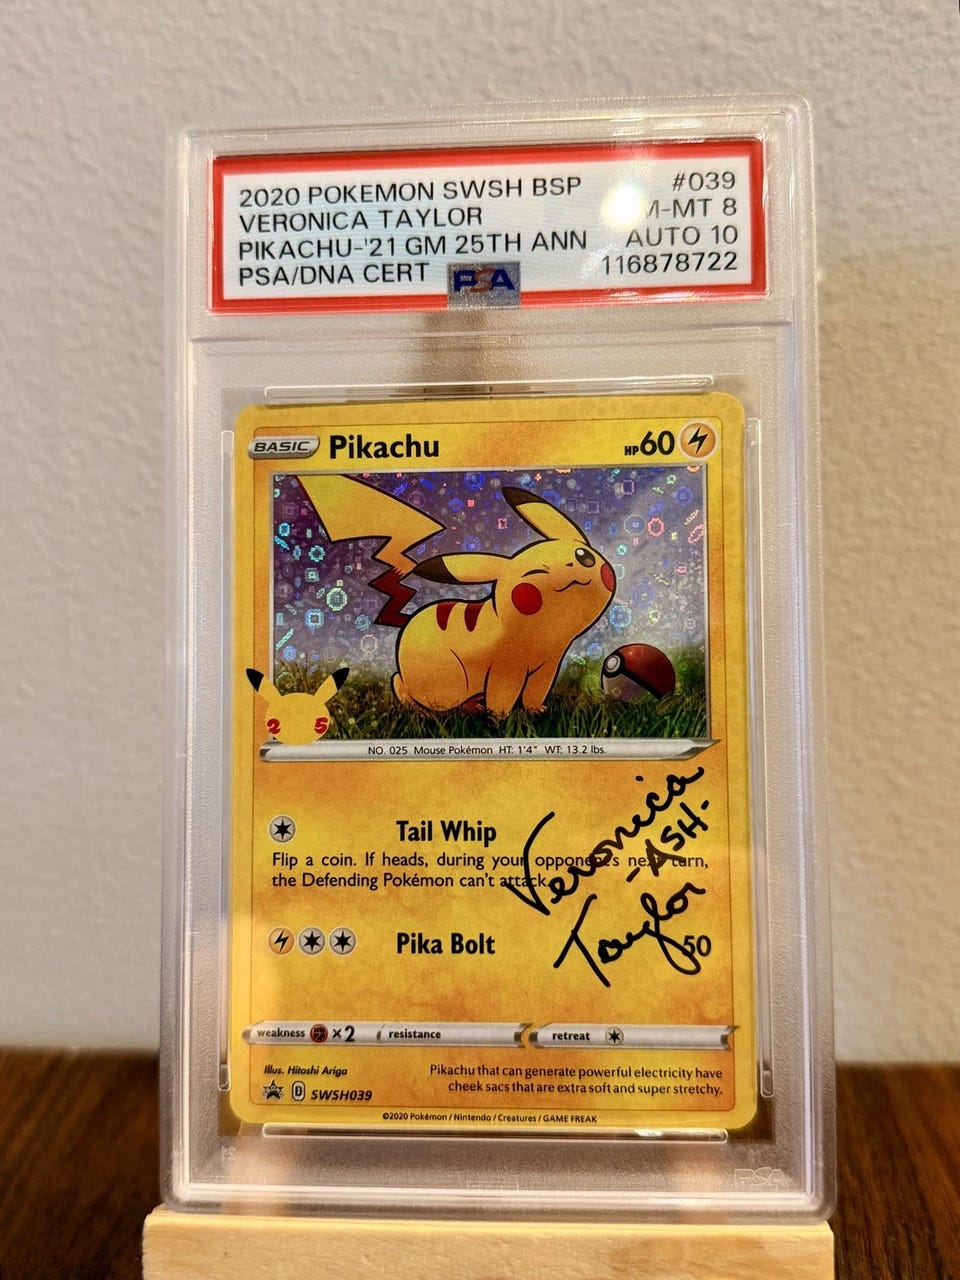 2020 POKEMON SWSH BSP #039
VERONICA TAYLOR M-MT 8
PIKACHU-'21 GM 25TH ANN AUTO 10
PSA/DNA CERT PSA 116878722
BASIC Pikachu HP60
25
NO. 025 Mouse Pokémon HT: 1'4" WT: 13.2 lbs.
Veronica
-ASH-
Taylor
Tail Whip
Flip a coin. If heads, during your opponent's next turn,
the Defending Pokémon can't attack.
Pika Bolt 50
weakness ×2 resistance retreat
Illus. Hitoshi Ariga
Pikachu that can generate powerful electricity have
cheek sacs that are extra soft and super stretchy.
D SWSH039
©2020 Pokémon / Nintendo / Creatures / GAME FREAK
PSA